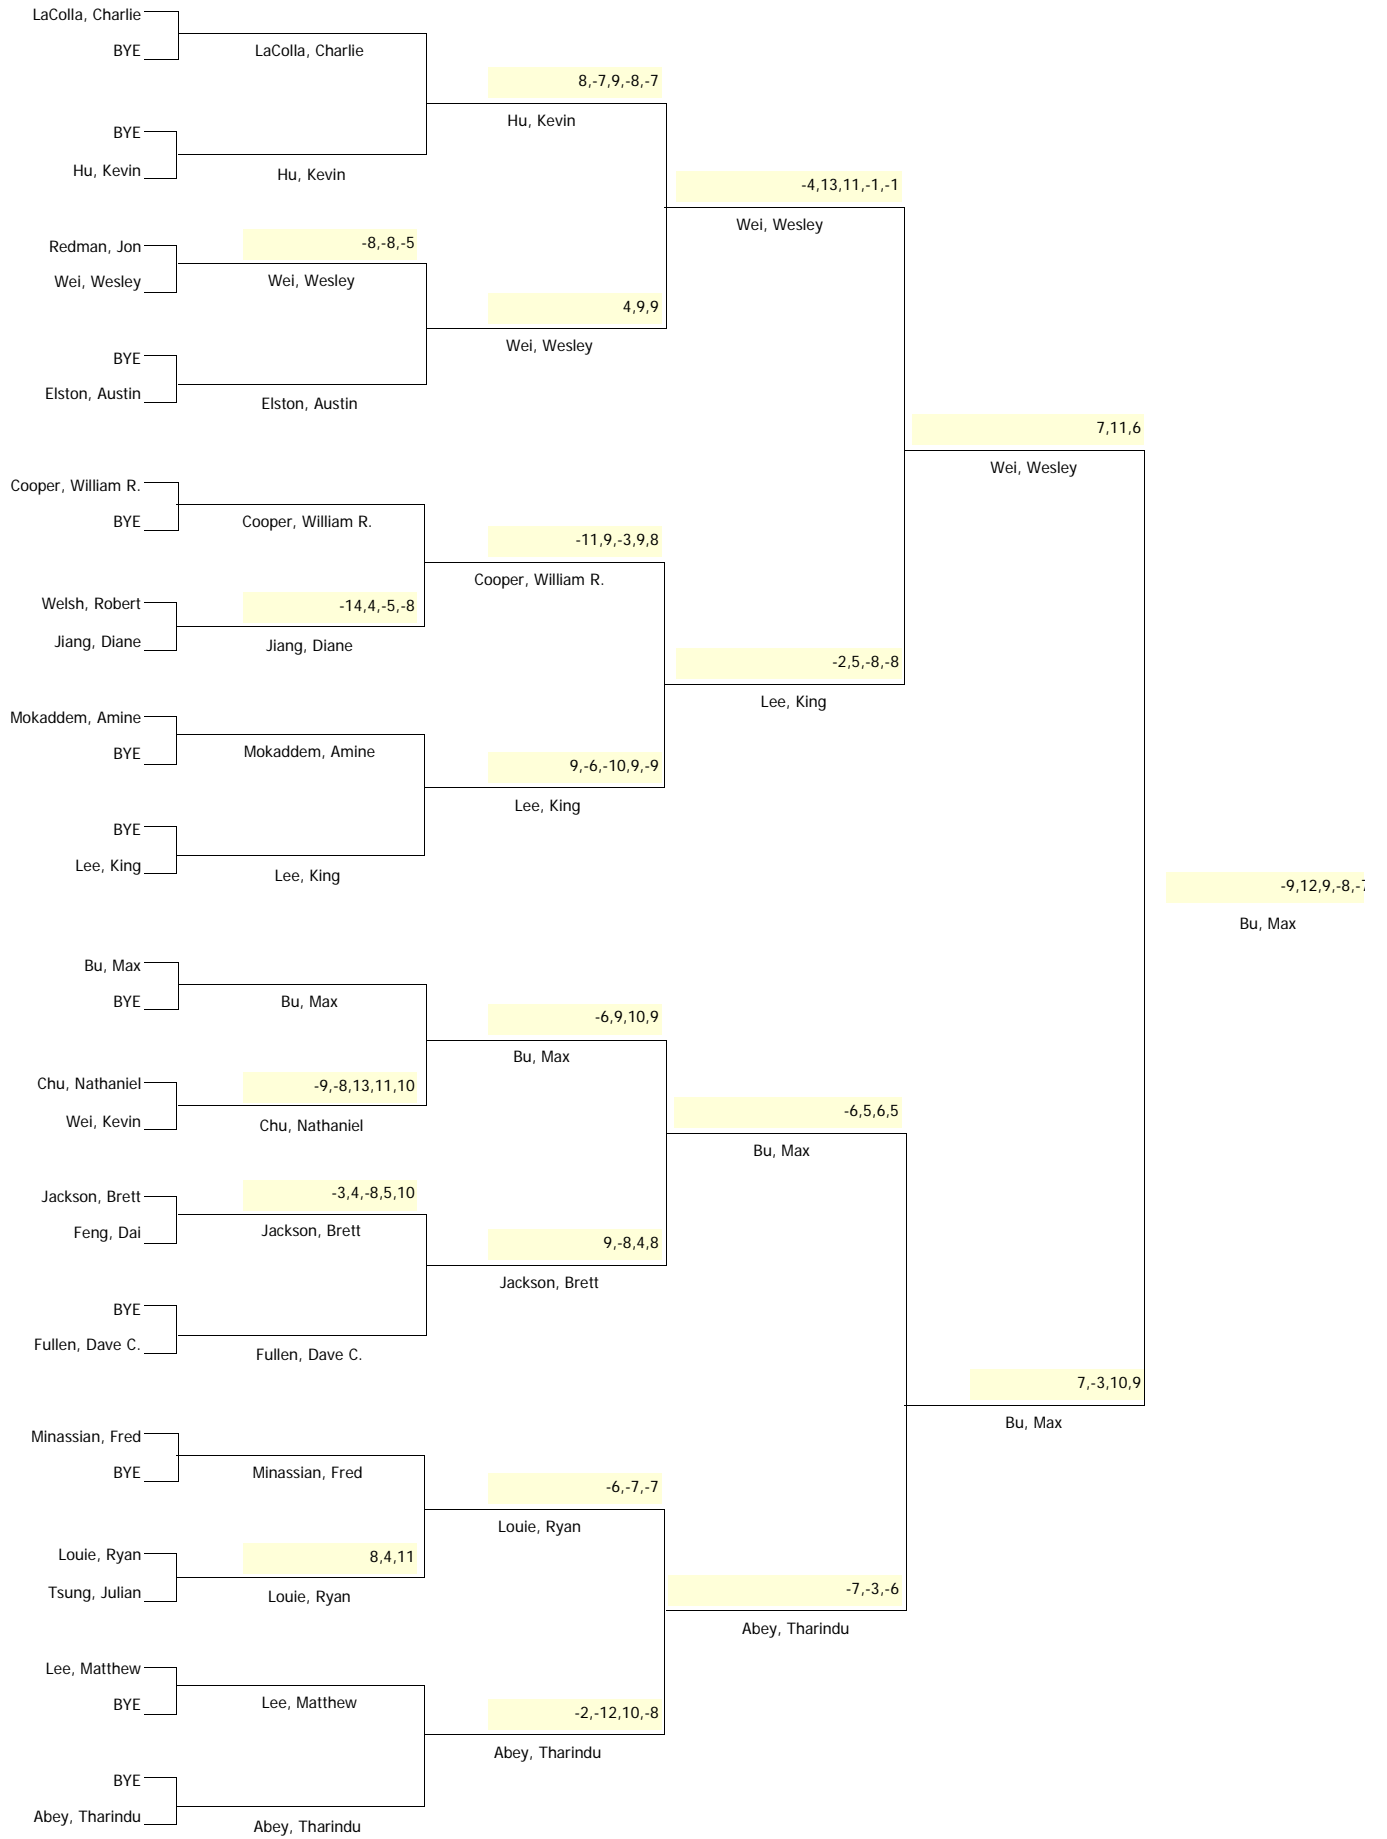 LaColla, Charlie
BYE
LaColla, Charlie
8,-7,9,-8,-7
Hu, Kevin
BYE
Hu, Kevin
Hu, Kevin
-4,13,11,-1,-1
Wei, Wesley
Redman, Jon
-8,-8,-5
Wei, Wesley
Wei, Wesley
4,9,9
Wei, Wesley
BYE
Elston, Austin
Elston, Austin
7,11,6
Wei, Wesley
Cooper, William R.
BYE
Cooper, William R.
-11,9,-3,9,8
Cooper, William R.
Welsh, Robert
-14,4,-5,-8
Jiang, Diane
Jiang, Diane
-2,5,-8,-8
Lee, King
Mokaddem, Amine
BYE
Mokaddem, Amine
9,-6,-10,9,-9
Lee, King
BYE
Lee, King
Lee, King
-9,12,9,-8,-7
Bu, Max
Bu, Max
BYE
Bu, Max
-6,9,10,9
Bu, Max
Chu, Nathaniel
-9,-8,13,11,10
Wei, Kevin
Chu, Nathaniel
-6,5,6,5
Bu, Max
Jackson, Brett
-3,4,-8,5,10
Feng, Dai
Jackson, Brett
9,-8,4,8
Jackson, Brett
BYE
Fullen, Dave C.
Fullen, Dave C.
7,-3,10,9
Bu, Max
Minassian, Fred
BYE
Minassian, Fred
-6,-7,-7
Louie, Ryan
Louie, Ryan
8,4,11
Tsung, Julian
Louie, Ryan
-7,-3,-6
Abey, Tharindu
Lee, Matthew
BYE
Lee, Matthew
-2,-12,10,-8
Abey, Tharindu
BYE
Abey, Tharindu
Abey, Tharindu